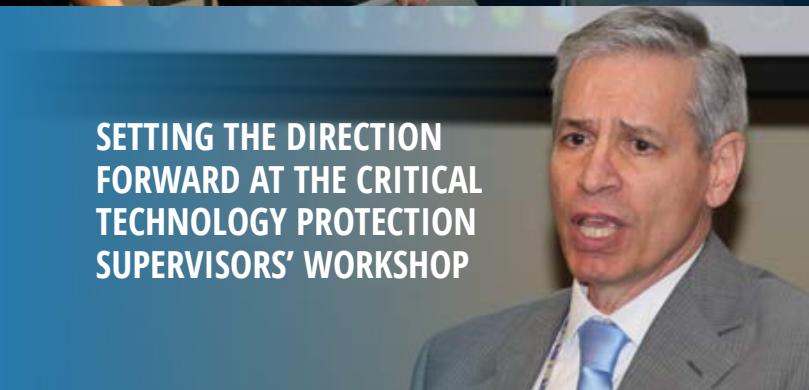 SETTING THE DIRECTION
FORWARD AT THE CRITICAL
TECHNOLOGY PROTECTION
SUPERVISORS’ WORKSHOP